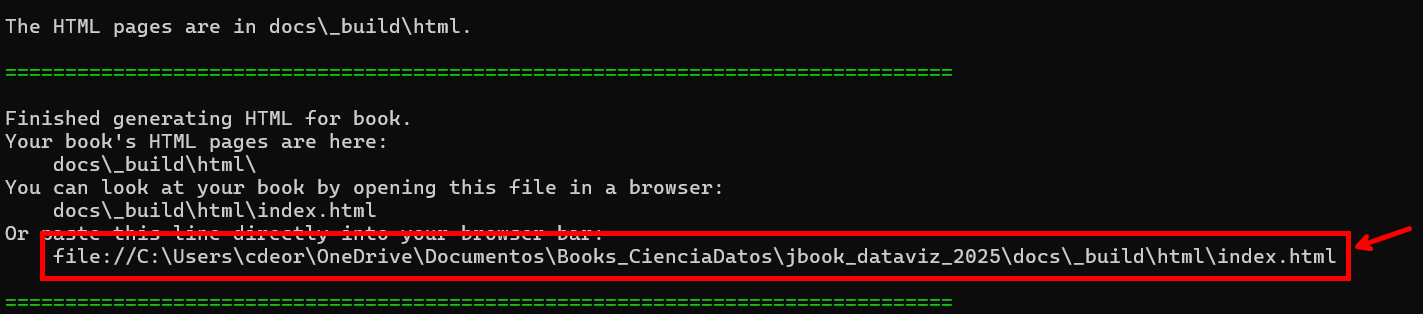 The HTML pages are in docs\_build\html.
===============================================================================
Finished generating HTML for book.
Your book's HTML pages are here:
    docs\_build\html\
You can look at your book by opening this file in a browser:
    docs\_build\html\index.html
Or paste this line directly into your browser bar:
    file://C:\Users\cdeor\OneDrive\Documentos\Books_CienciaDatos\jbook_dataviz_2025\docs\_build\html\index.html
===============================================================================